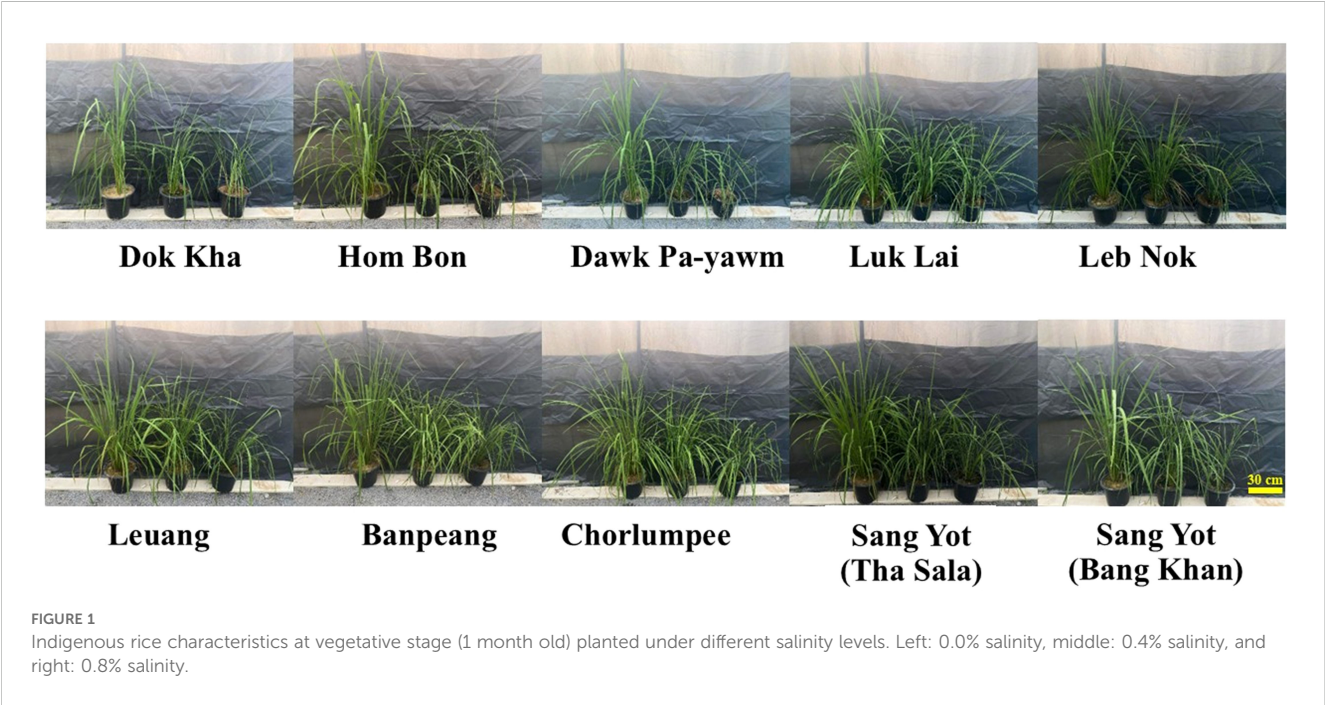 Dok Kha
Hom Bon
Dawk Pa-yawm
Luk Lai
Leb Nok
30 cm
Leuang
Banpeang
Chorlumpee
Sang Yot
(Tha Sala)
Sang Yot
(Bang Khan)
FIGURE 1
Indigenous rice characteristics at vegetative stage (1 month old) planted under different salinity levels. Left: 0.0% salinity, middle: 0.4% salinity, and
right: 0.8% salinity.